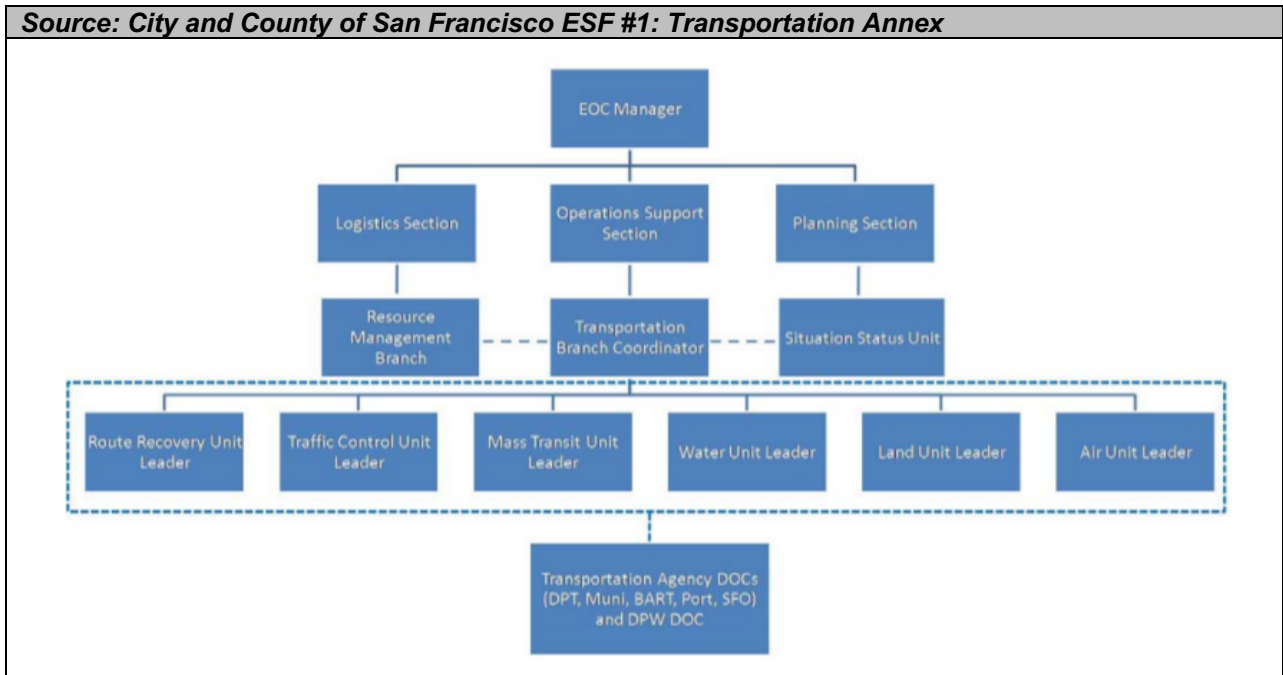 Source: City and County of San Francisco ESF #1: Transportation Annex
EOC Manager
Logistics Section
Operations Support
Section
Planning Section
Resource
Management
Branch
Transportation
Branch Coordinator
Situation Status Unit
Route Recovery Unit
Leader
Traffic Control Unit
Leader
Mass Transit Unit
Leader
Water Unit Leader
Land Unit Leader
Air Unit Leader
Transportation Agency DOCs
(DPT, Muni, BART, Port, SFO)
and DPW DOC